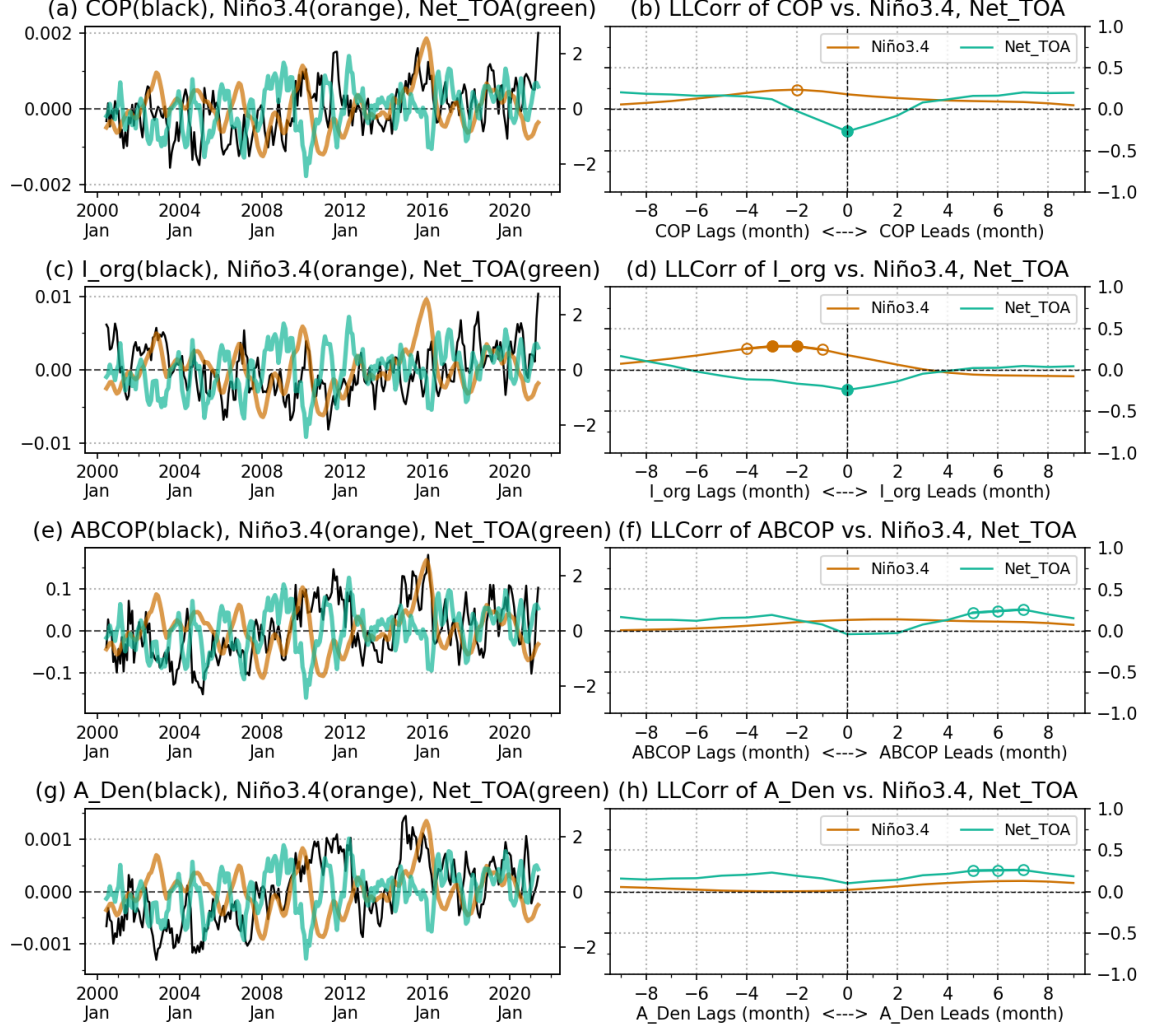 (a) COP(black), Niño3.4(orange), Net_TOA(green)
(b) LLCorr of COP vs. Niño3.4, Net_TOA
0.002
0.000
−0.002
2
0
−2
2000 Jan
2004 Jan
2008 Jan
2012 Jan
2016 Jan
2020 Jan
Niño3.4
Net_TOA
1.0
0.5
0.0
−0.5
−1.0
−8 −6 −4 −2 0 2 4 6 8
COP Lags (month) <---> COP Leads (month)
(c) I_org(black), Niño3.4(orange), Net_TOA(green)
(d) LLCorr of I_org vs. Niño3.4, Net_TOA
0.01
0.00
−0.01
2
0
−2
2000 Jan
2004 Jan
2008 Jan
2012 Jan
2016 Jan
2020 Jan
Niño3.4
Net_TOA
1.0
0.5
0.0
−0.5
−1.0
−8 −6 −4 −2 0 2 4 6 8
I_org Lags (month) <---> I_org Leads (month)
(e) ABCOP(black), Niño3.4(orange), Net_TOA(green)
(f) LLCorr of ABCOP vs. Niño3.4, Net_TOA
0.1
0.0
−0.1
2
0
−2
2000 Jan
2004 Jan
2008 Jan
2012 Jan
2016 Jan
2020 Jan
Niño3.4
Net_TOA
1.0
0.5
0.0
−0.5
−1.0
−8 −6 −4 −2 0 2 4 6 8
ABCOP Lags (month) <---> ABCOP Leads (month)
(g) A_Den(black), Niño3.4(orange), Net_TOA(green)
(h) LLCorr of A_Den vs. Niño3.4, Net_TOA
0.001
0.000
−0.001
2
0
−2
2000 Jan
2004 Jan
2008 Jan
2012 Jan
2016 Jan
2020 Jan
Niño3.4
Net_TOA
1.0
0.5
0.0
−0.5
−1.0
−8 −6 −4 −2 0 2 4 6 8
A_Den Lags (month) <---> A_Den Leads (month)